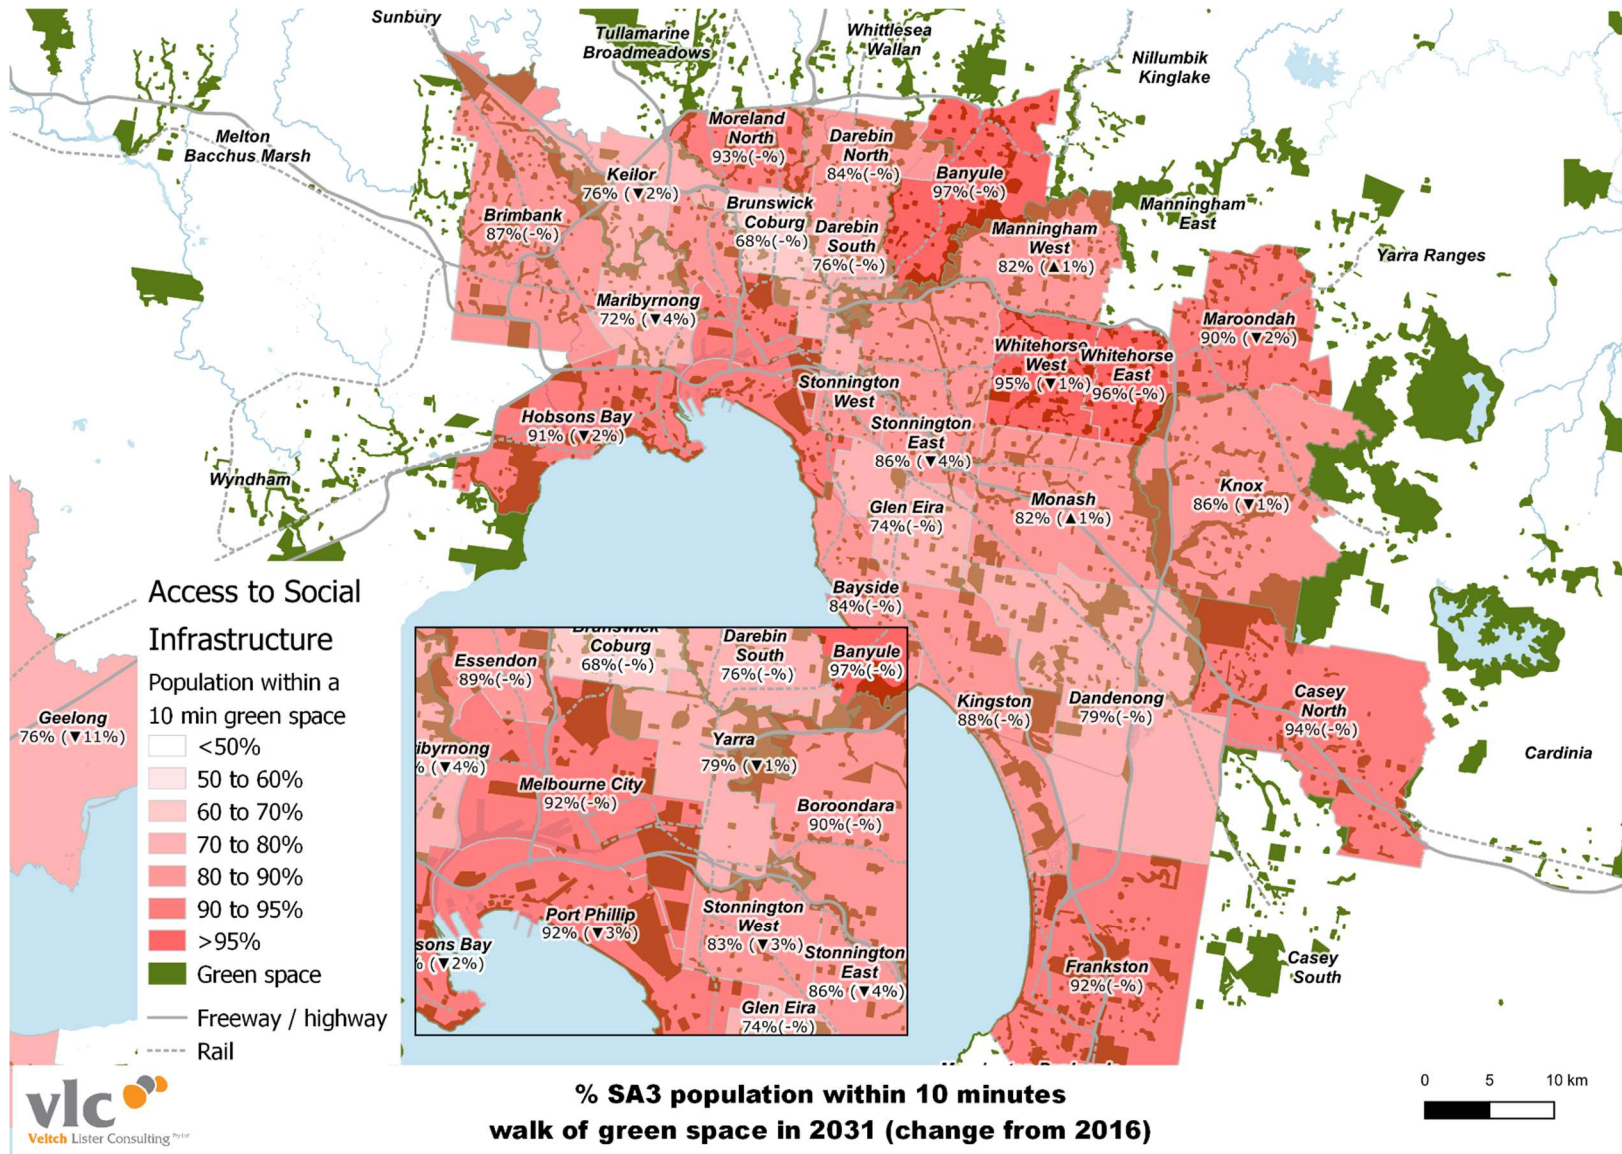 Sunbury
Tullamarine
Broadmeadows
Whittlesea
Wallan
Nillumbik
Kinglake
Melton
Bacchus Marsh
Moreland
North
93%(-%)
Darebin
North
84%(-%)
Keilor
76% (▼2%)
Banyule
97%(-%)
Brimbank
87%(-%)
Brunswick
Coburg
68%(-%)
Darebin
South
76%(-%)
Manningham
West
82% (▲1%)
Manningham
East
Yarra Ranges
Maribyrnong
72% (▼4%)
Maroondah
90% (▼2%)
Whitehorse
West
95% (▼1%)
Whitehorse
East
96%(-%)
Stonnington
West
Hobsons Bay
91% (▼2%)
Stonnington
East
86% (▼4%)
Wyndham
Glen Eira
74%(-%)
Monash
82% (▲1%)
Knox
86% (▼1%)
Bayside
84%(-%)
Kingston
88%(-%)
Dandenong
79%(-%)
Casey
North
94%(-%)
Cardinia
Frankston
92%(-%)
Casey
South
Geelong
76% (▼11%)
Access to Social
Infrastructure
Population within a
10 min green space
<50%
50 to 60%
60 to 70%
70 to 80%
80 to 90%
90 to 95%
>95%
Green space
Freeway / highway
Rail
Brunswick
Coburg
68%(-%)
Darebin
South
76%(-%)
Banyule
97%(-%)
Essendon
89%(-%)
ibyrnong
% (▼4%)
Yarra
79% (▼1%)
Melbourne City
92%(-%)
Boroondara
90%(-%)
Port Phillip
92% (▼3%)
Stonnington
West
83% (▼3%)
Stonnington
East
86% (▼4%)
sons Bay
% (▼2%)
Glen Eira
74%(-%)
vlc
Veltch Lister Consulting
% SA3 population within 10 minutes
walk of green space in 2031 (change from 2016)
0 5 10 km